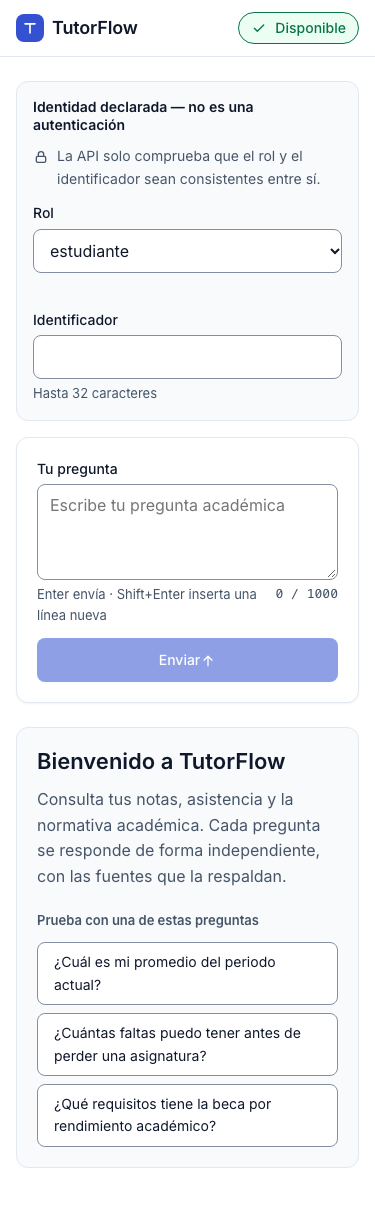 TutorFlow
Disponible
Identidad declarada — no es una
autenticación
La API solo comprueba que el rol y el
identificador sean consistentes entre sí.
Rol
estudiante
Identificador
Hasta 32 caracteres
Tu pregunta
Escribe tu pregunta académica
Enter envía · Shift+Enter inserta una
línea nueva
0 / 1000
Enviar↑
Bienvenido a TutorFlow
Consulta tus notas, asistencia y la
normativa académica. Cada pregunta
se responde de forma independiente,
con las fuentes que la respaldan.
Prueba con una de estas preguntas
¿Cuál es mi promedio del periodo
actual?
¿Cuántas faltas puedo tener antes de
perder una asignatura?
¿Qué requisitos tiene la beca por
rendimiento académico?